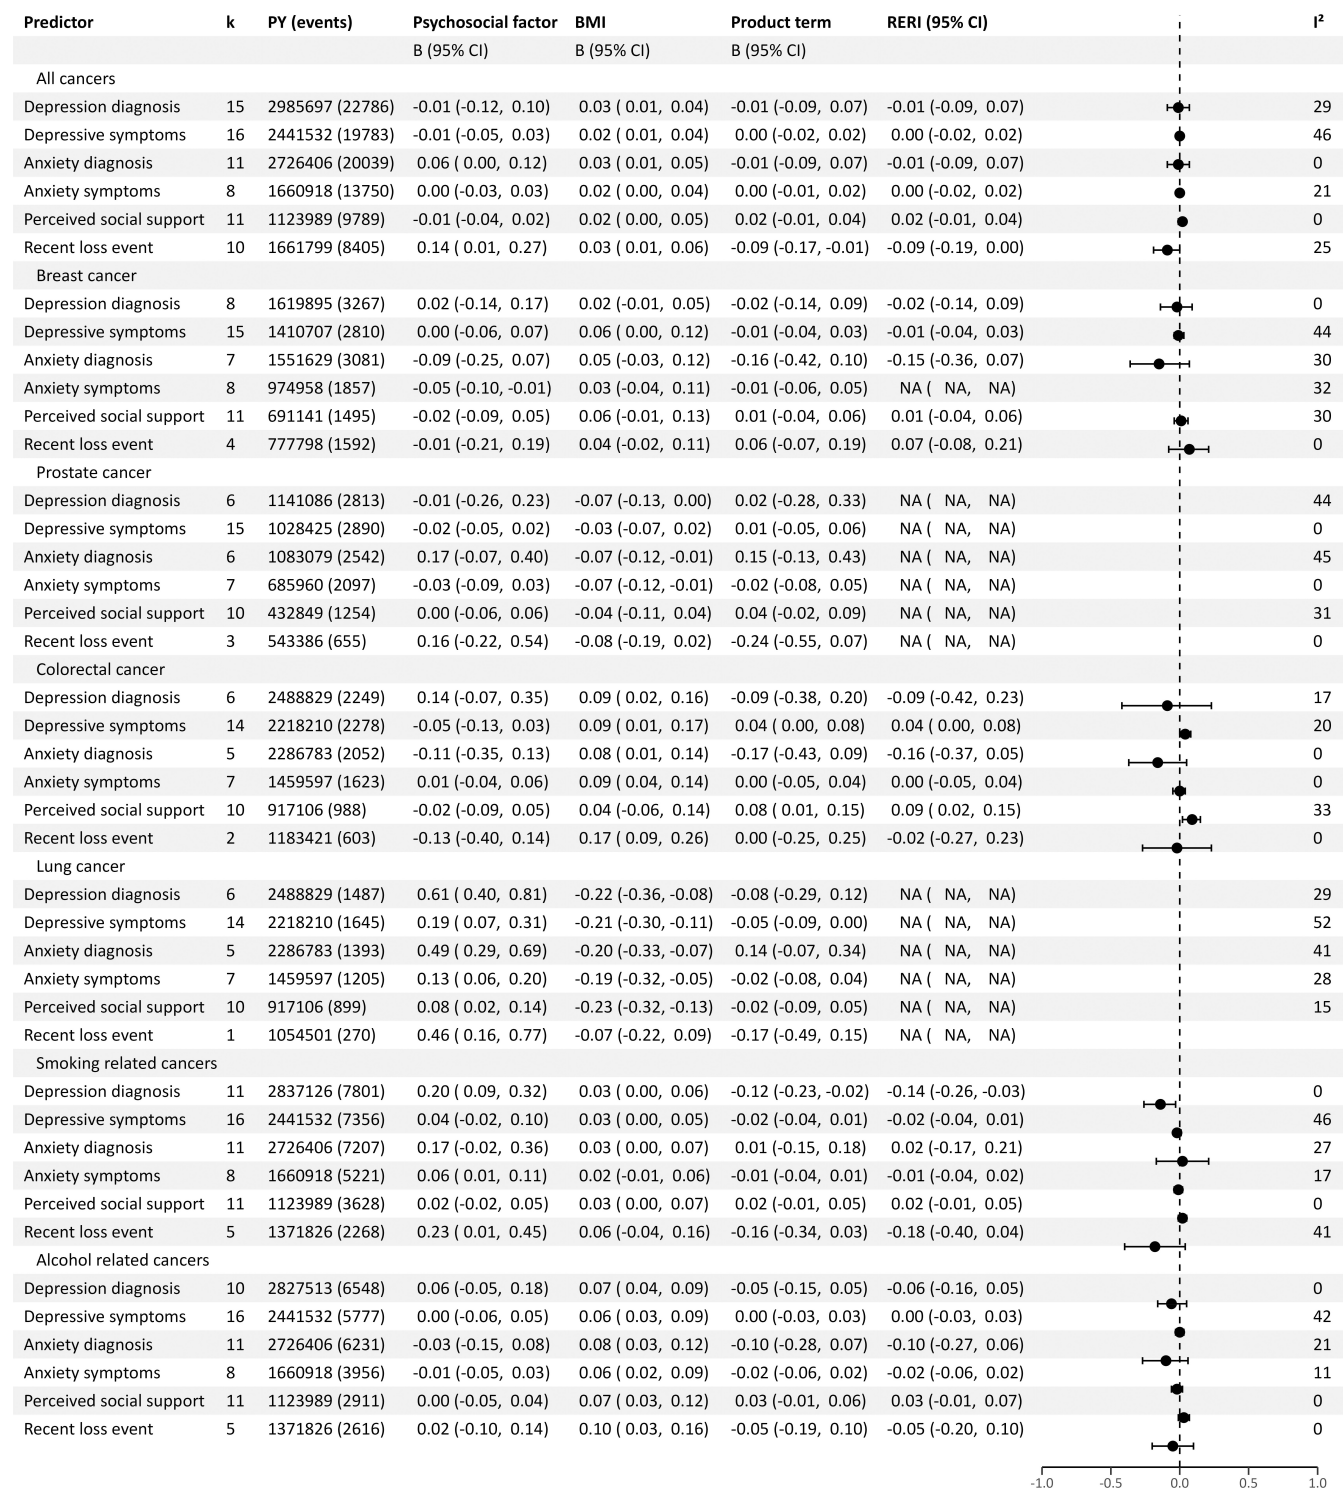 Predictor k PY (events) Psychosocial factor BMI Product term RERI (95% CI) I²
B (95% CI) B (95% CI) B (95% CI)
All cancers
Depression diagnosis 15 2985697 (22786) -0.01 (-0.12, 0.10) 0.03 ( 0.01, 0.04) -0.01 (-0.09, 0.07) -0.01 (-0.09, 0.07) 29
Depressive symptoms 16 2441532 (19783) -0.01 (-0.05, 0.03) 0.02 ( 0.01, 0.04) 0.00 (-0.02, 0.02) 0.00 (-0.02, 0.02) 46
Anxiety diagnosis 11 2726406 (20039) 0.06 ( 0.00, 0.12) 0.03 ( 0.01, 0.05) -0.01 (-0.09, 0.07) -0.01 (-0.09, 0.07) 0
Anxiety symptoms 8 1660918 (13750) 0.00 (-0.03, 0.03) 0.02 ( 0.00, 0.04) 0.00 (-0.01, 0.02) 0.00 (-0.02, 0.02) 21
Perceived social support 11 1123989 (9789) -0.01 (-0.04, 0.02) 0.02 ( 0.00, 0.05) 0.02 (-0.01, 0.04) 0.02 (-0.01, 0.04) 0
Recent loss event 10 1661799 (8405) 0.14 ( 0.01, 0.27) 0.03 ( 0.01, 0.06) -0.09 (-0.17, -0.01) -0.09 (-0.19, 0.00) 25
Breast cancer
Depression diagnosis 8 1619895 (3267) 0.02 (-0.14, 0.17) 0.02 (-0.01, 0.05) -0.02 (-0.14, 0.09) -0.02 (-0.14, 0.09) 0
Depressive symptoms 15 1410707 (2810) 0.00 (-0.06, 0.07) 0.06 ( 0.00, 0.12) -0.01 (-0.04, 0.03) -0.01 (-0.04, 0.03) 44
Anxiety diagnosis 7 1551629 (3081) -0.09 (-0.25, 0.07) 0.05 (-0.03, 0.12) -0.16 (-0.42, 0.10) -0.15 (-0.36, 0.07) 30
Anxiety symptoms 8 974958 (1857) -0.05 (-0.10, -0.01) 0.03 (-0.04, 0.11) -0.01 (-0.06, 0.05) NA ( NA, NA) 32
Perceived social support 11 691141 (1495) -0.02 (-0.09, 0.05) 0.06 (-0.01, 0.13) 0.01 (-0.04, 0.06) 0.01 (-0.04, 0.06) 30
Recent loss event 4 777798 (1592) -0.01 (-0.21, 0.19) 0.04 (-0.02, 0.11) 0.06 (-0.07, 0.19) 0.07 (-0.08, 0.21) 0
Prostate cancer
Depression diagnosis 6 1141086 (2813) -0.01 (-0.26, 0.23) -0.07 (-0.13, 0.00) 0.02 (-0.28, 0.33) NA ( NA, NA) 44
Depressive symptoms 15 1028425 (2890) -0.02 (-0.05, 0.02) -0.03 (-0.07, 0.02) 0.01 (-0.05, 0.06) NA ( NA, NA) 0
Anxiety diagnosis 6 1083079 (2542) 0.17 (-0.07, 0.40) -0.07 (-0.12, -0.01) 0.15 (-0.13, 0.43) NA ( NA, NA) 45
Anxiety symptoms 7 685960 (2097) -0.03 (-0.09, 0.03) -0.07 (-0.12, -0.01) -0.02 (-0.08, 0.05) NA ( NA, NA) 0
Perceived social support 10 432849 (1254) 0.00 (-0.06, 0.06) -0.04 (-0.11, 0.04) 0.04 (-0.02, 0.09) NA ( NA, NA) 31
Recent loss event 3 543386 (655) 0.16 (-0.22, 0.54) -0.08 (-0.19, 0.02) -0.24 (-0.55, 0.07) NA ( NA, NA) 0
Colorectal cancer
Depression diagnosis 6 2488829 (2249) 0.14 (-0.07, 0.35) 0.09 ( 0.02, 0.16) -0.09 (-0.38, 0.20) -0.09 (-0.42, 0.23) 17
Depressive symptoms 14 2218210 (2278) -0.05 (-0.13, 0.03) 0.09 ( 0.01, 0.17) 0.04 ( 0.00, 0.08) 0.04 ( 0.00, 0.08) 20
Anxiety diagnosis 5 2286783 (2052) -0.11 (-0.35, 0.13) 0.08 ( 0.01, 0.14) -0.17 (-0.43, 0.09) -0.16 (-0.37, 0.05) 0
Anxiety symptoms 7 1459597 (1623) 0.01 (-0.04, 0.06) 0.09 ( 0.04, 0.14) 0.00 (-0.05, 0.04) 0.00 (-0.05, 0.04) 0
Perceived social support 10 917106 (988) -0.02 (-0.09, 0.05) 0.04 (-0.06, 0.14) 0.08 ( 0.01, 0.15) 0.09 ( 0.02, 0.15) 33
Recent loss event 2 1183421 (603) -0.13 (-0.40, 0.14) 0.17 ( 0.09, 0.26) 0.00 (-0.25, 0.25) -0.02 (-0.27, 0.23) 0
Lung cancer
Depression diagnosis 6 2488829 (1487) 0.61 ( 0.40, 0.81) -0.22 (-0.36, -0.08) -0.08 (-0.29, 0.12) NA ( NA, NA) 29
Depressive symptoms 14 2218210 (1645) 0.19 ( 0.07, 0.31) -0.21 (-0.30, -0.11) -0.05 (-0.09, 0.00) NA ( NA, NA) 52
Anxiety diagnosis 5 2286783 (1393) 0.49 ( 0.29, 0.69) -0.20 (-0.33, -0.07) 0.14 (-0.07, 0.34) NA ( NA, NA) 41
Anxiety symptoms 7 1459597 (1205) 0.13 ( 0.06, 0.20) -0.19 (-0.32, -0.05) -0.02 (-0.08, 0.04) NA ( NA, NA) 28
Perceived social support 10 917106 (899) 0.08 ( 0.02, 0.14) -0.23 (-0.32, -0.13) -0.02 (-0.09, 0.05) NA ( NA, NA) 15
Recent loss event 1 1054501 (270) 0.46 ( 0.16, 0.77) -0.07 (-0.22, 0.09) -0.17 (-0.49, 0.15) NA ( NA, NA)
Smoking related cancers
Depression diagnosis 11 2837126 (7801) 0.20 ( 0.09, 0.32) 0.03 ( 0.00, 0.06) -0.12 (-0.23, -0.02) -0.14 (-0.26, -0.03) 0
Depressive symptoms 16 2441532 (7356) 0.04 (-0.02, 0.10) 0.03 ( 0.00, 0.05) -0.02 (-0.04, 0.01) -0.02 (-0.04, 0.01) 46
Anxiety diagnosis 11 2726406 (7207) 0.17 (-0.02, 0.36) 0.03 ( 0.00, 0.07) 0.01 (-0.15, 0.18) 0.02 (-0.17, 0.21) 27
Anxiety symptoms 8 1660918 (5221) 0.06 ( 0.01, 0.11) 0.02 (-0.01, 0.06) -0.01 (-0.04, 0.01) -0.01 (-0.04, 0.02) 17
Perceived social support 11 1123989 (3628) 0.02 (-0.02, 0.05) 0.03 ( 0.00, 0.07) 0.02 (-0.01, 0.05) 0.02 (-0.01, 0.05) 0
Recent loss event 5 1371826 (2268) 0.23 ( 0.01, 0.45) 0.06 (-0.04, 0.16) -0.16 (-0.34, 0.03) -0.18 (-0.40, 0.04) 41
Alcohol related cancers
Depression diagnosis 10 2827513 (6548) 0.06 (-0.05, 0.18) 0.07 ( 0.04, 0.09) -0.05 (-0.15, 0.05) -0.06 (-0.16, 0.05) 0
Depressive symptoms 16 2441532 (5777) 0.00 (-0.06, 0.05) 0.06 ( 0.03, 0.09) 0.00 (-0.03, 0.03) 0.00 (-0.03, 0.03) 42
Anxiety diagnosis 11 2726406 (6231) -0.03 (-0.15, 0.08) 0.08 ( 0.03, 0.12) -0.10 (-0.28, 0.07) -0.10 (-0.27, 0.06) 21
Anxiety symptoms 8 1660918 (3956) -0.01 (-0.05, 0.03) 0.06 ( 0.02, 0.09) -0.02 (-0.06, 0.02) -0.02 (-0.06, 0.02) 11
Perceived social support 11 1123989 (2911) 0.00 (-0.05, 0.04) 0.07 ( 0.03, 0.12) 0.03 (-0.01, 0.06) 0.03 (-0.01, 0.07) 0
Recent loss event 5 1371826 (2616) 0.02 (-0.10, 0.14) 0.10 ( 0.03, 0.16) -0.05 (-0.19, 0.10) -0.05 (-0.20, 0.10) 0
-1.0 -0.5 0.0 0.5 1.0